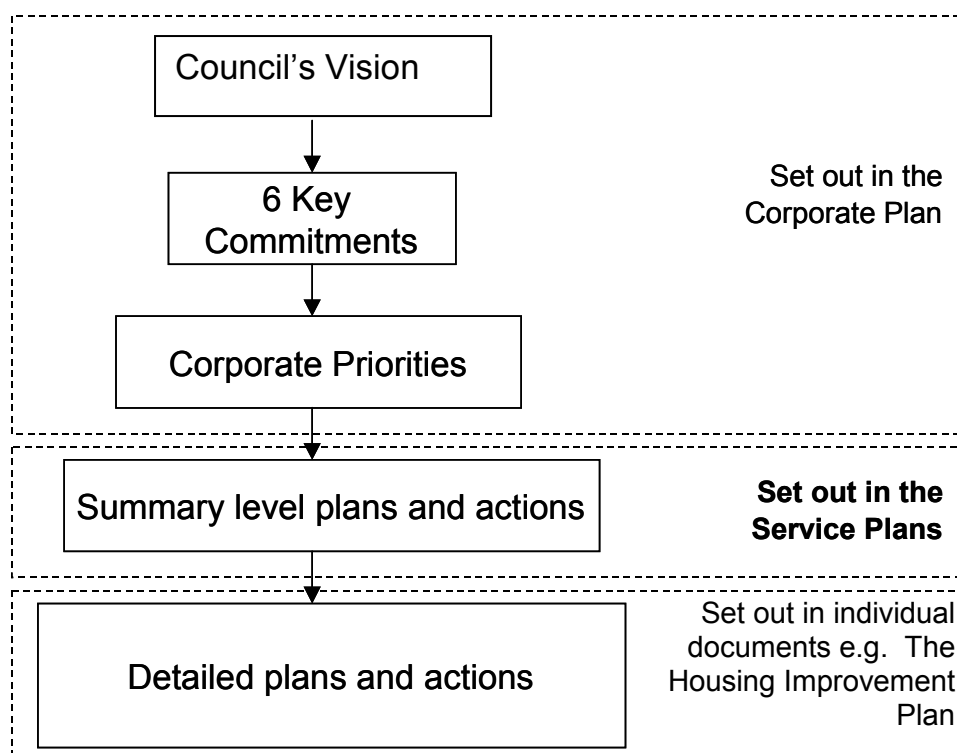 Council’s Vision
6 Key
Commitments
Set out in the
Corporate Plan
Corporate Priorities
Summary level plans and actions
Set out in the
Service Plans
Detailed plans and actions
Set out in individual
documents e.g.  The
Housing Improvement
Plan